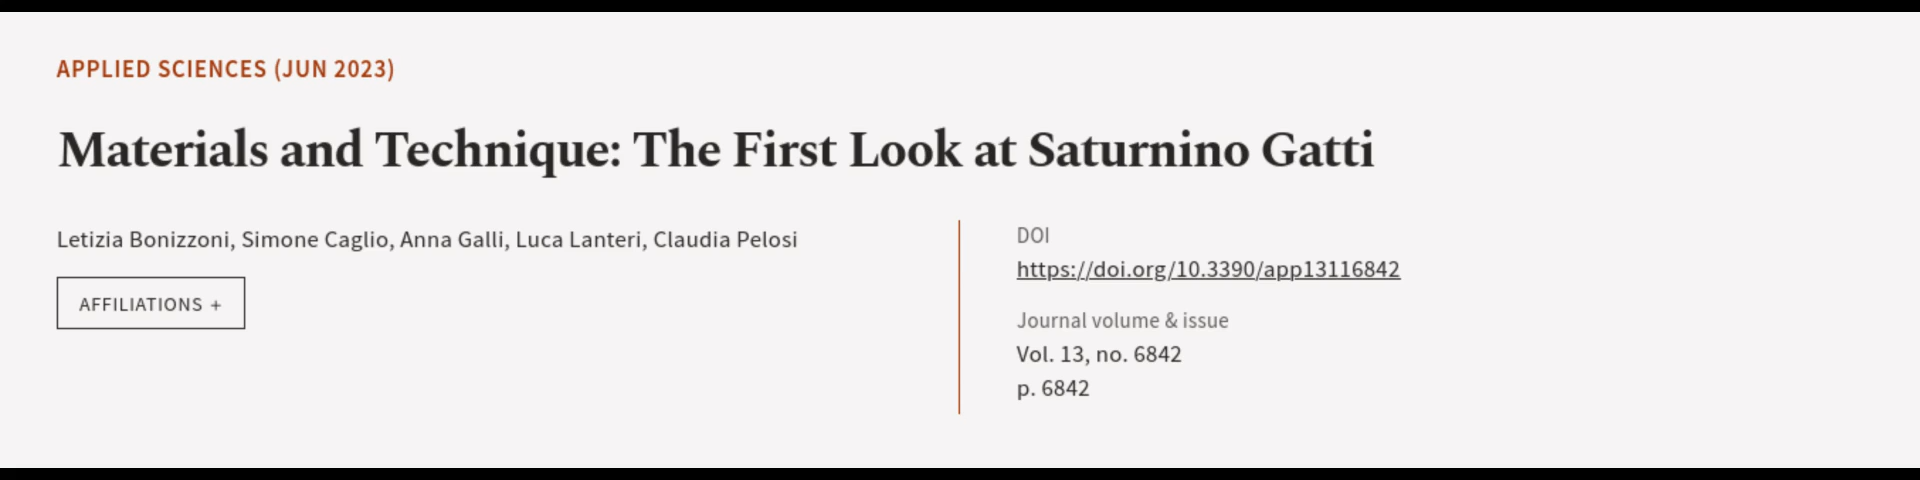 APPLIED SCIENCES (JUN 2023)
Materials and Technique: The First Look at Saturnino Gatti
Letizia Bonizzoni, Simone Caglio, Anna Galli, Luca Lanteri, Claudia Pelosi
AFFILIATIONS +
DOI
https://doi.org/10.3390/app13116842
Journal volume & issue
Vol. 13, no. 6842
p. 6842